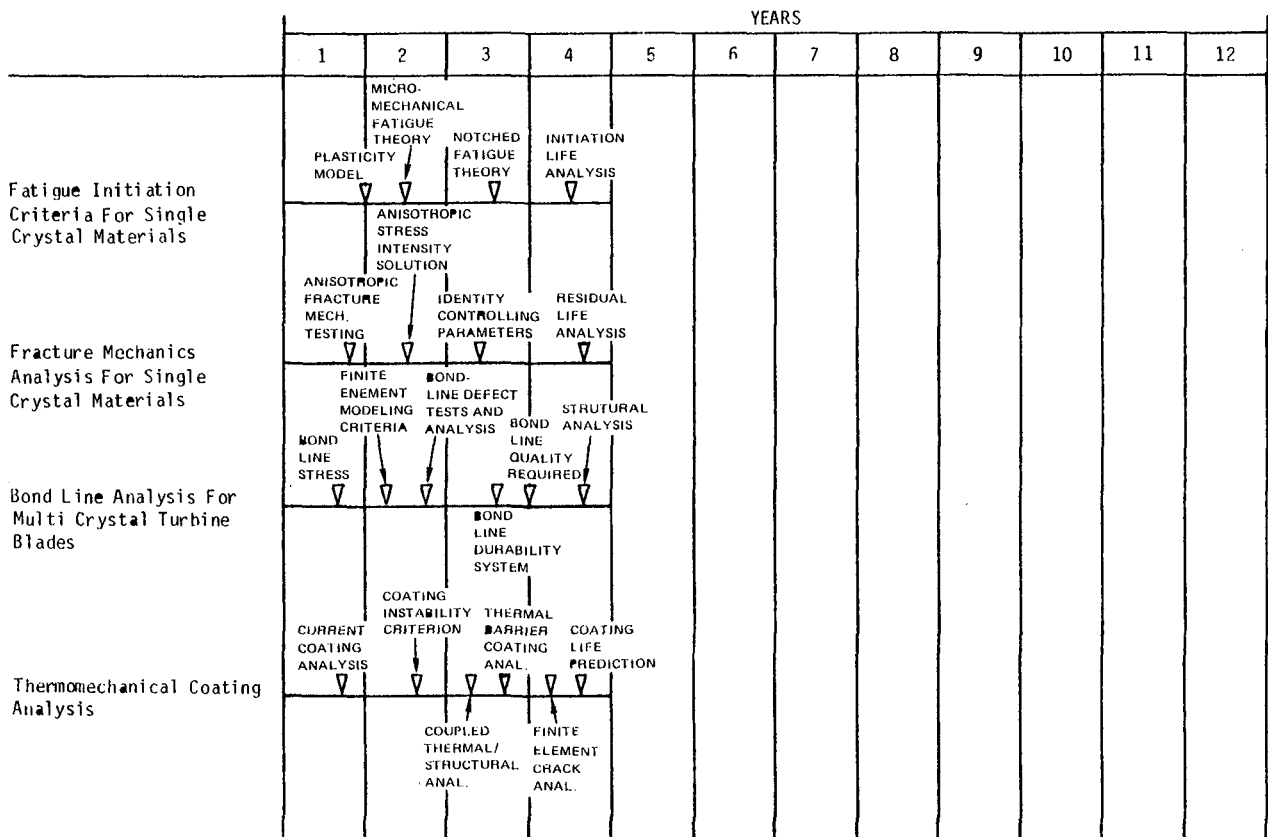 YEARS
1 2 3 4 5 6 7 8 9 10 11 12
MICRO-
MECHANICAL
FATIGUE
THEORY
PLASTICITY
MODEL
NOTCHED
FATIGUE
THEORY
INITIATION
LIFE
ANALYSIS
Fatigue Initiation
Criteria For Single
Crystal Materials
ANISOTROPIC
STRESS
INTENSITY
SOLUTION
ANISOTROPIC
FRACTURE
MECH.
TESTING
IDENTITY
CONTROLLING
PARAMETERS
RESIDUAL
LIFE
ANALYSIS
Fracture Mechanics
Analysis For Single
Crystal Materials
FINITE
ENEMENT
MODELING
CRITERIA
BOND-
LINE DEFECT
TESTS AND
ANALYSIS
BOND
LINE
STRESS
BOND
LINE
QUALITY
REQUIRED
STRUTURAL
ANALYSIS
Bond Line Analysis For
Multi Crystal Turbine
Blades
BOND
LINE
DURABILITY
SYSTEM
COATING
INSTABILITY
CRITERION
CURRENT
COATING
ANALYSIS
THERMAL
BARRIER
COATING
ANAL.
COATING
LIFE
PREDICTION
Thermomechanical Coating
Analysis
COUPLED
THERMAL/
STRUCTURAL
ANAL.
FINITE
ELEMENT
CRACK
ANAL.